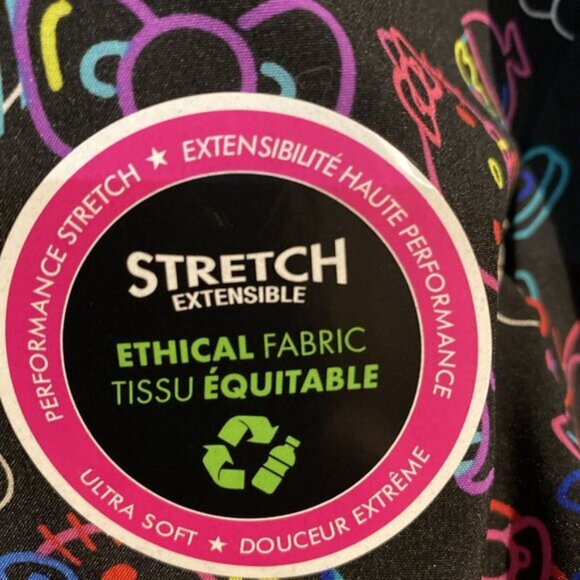 PERFORMANCE STRETCH ★ EXTENSIBILITÉ HAUTE PERFORMANCE
STRETCH
EXTENSIBLE
ETHICAL FABRIC
TISSU ÉQUITABLE
ULTRA SOFT ★ DOUCEUR EXTRÊME